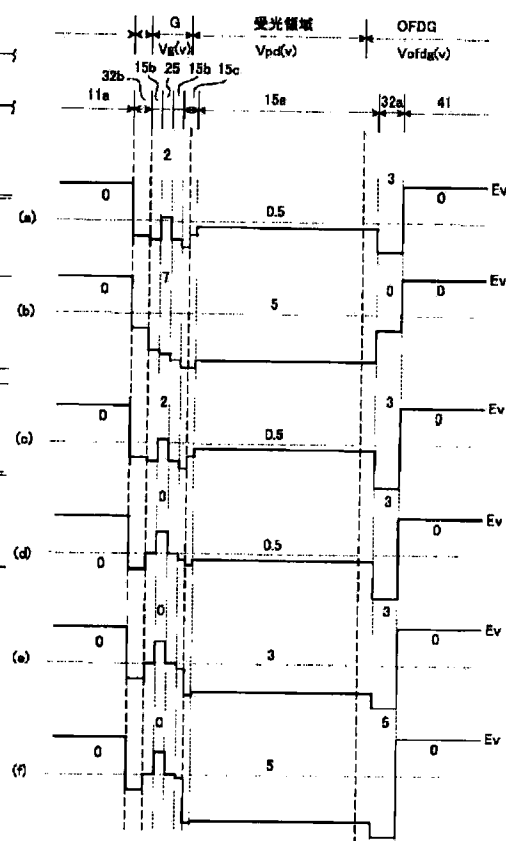 G 受光領域 OFDG
Vg(v) Vpd(v) Vofdg(v)
32b 15b 25 15b 15c
11a 15a 32a 41
2 3
0 0.5 0 Ev
(a)
7
0 5 0 0 Ev
(b)
2 3
0 0.5 0 Ev
(c)
0 3
0 0.5 0 Ev
(d)
0 3
0 3 0 Ev
(e)
0 5
0 5 0 Ev
(f)